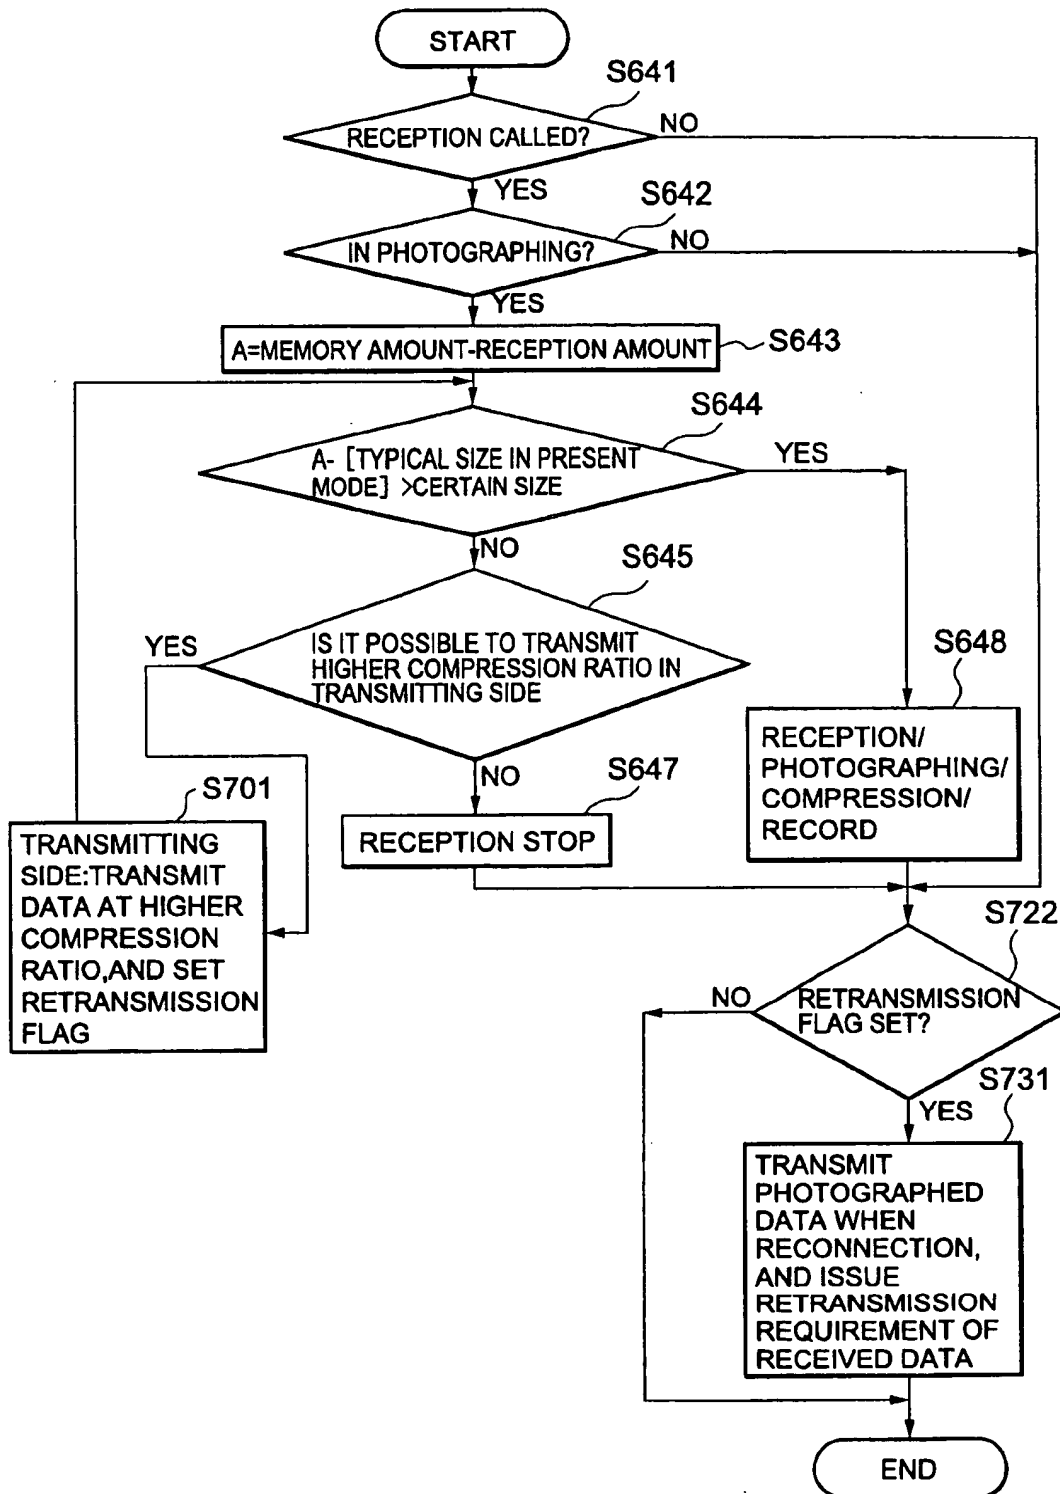 START
S641
RECEPTION CALLED?
NO
YES
S642
IN PHOTOGRAPHING?
NO
YES
A=MEMORY AMOUNT-RECEPTION AMOUNT
S643
S644
A- [TYPICAL SIZE IN PRESENT
MODE] >CERTAIN SIZE
YES
NO
S645
YES
IS IT POSSIBLE TO TRANSMIT
HIGHER COMPRESSION RATIO IN
TRANSMITTING SIDE
S648
RECEPTION/
PHOTOGRAPHING/
COMPRESSION/
RECORD
NO
S647
RECEPTION STOP
S701
TRANSMITTING
SIDE:TRANSMIT
DATA AT HIGHER
COMPRESSION
RATIO,AND SET
RETRANSMISSION
FLAG
S722
NO
RETRANSMISSION
FLAG SET?
S731
YES
TRANSMIT
PHOTOGRAPHED
DATA WHEN
RECONNECTION,
AND ISSUE
RETRANSMISSION
REQUIREMENT OF
RECEIVED DATA
END